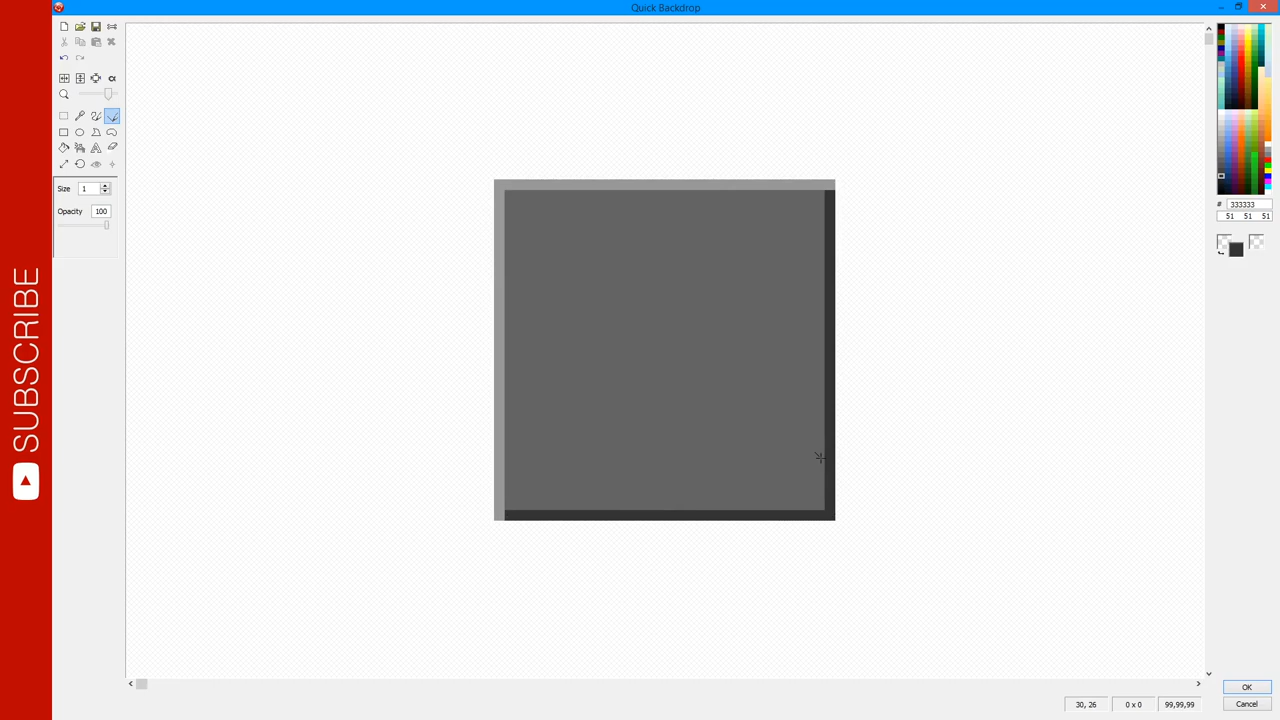 Quick Backdrop
SUBSCRIBE
Size 1
Opacity 100
# 333333
51 51 51
30, 26
0 x 0
99,99,99
OK
Cancel